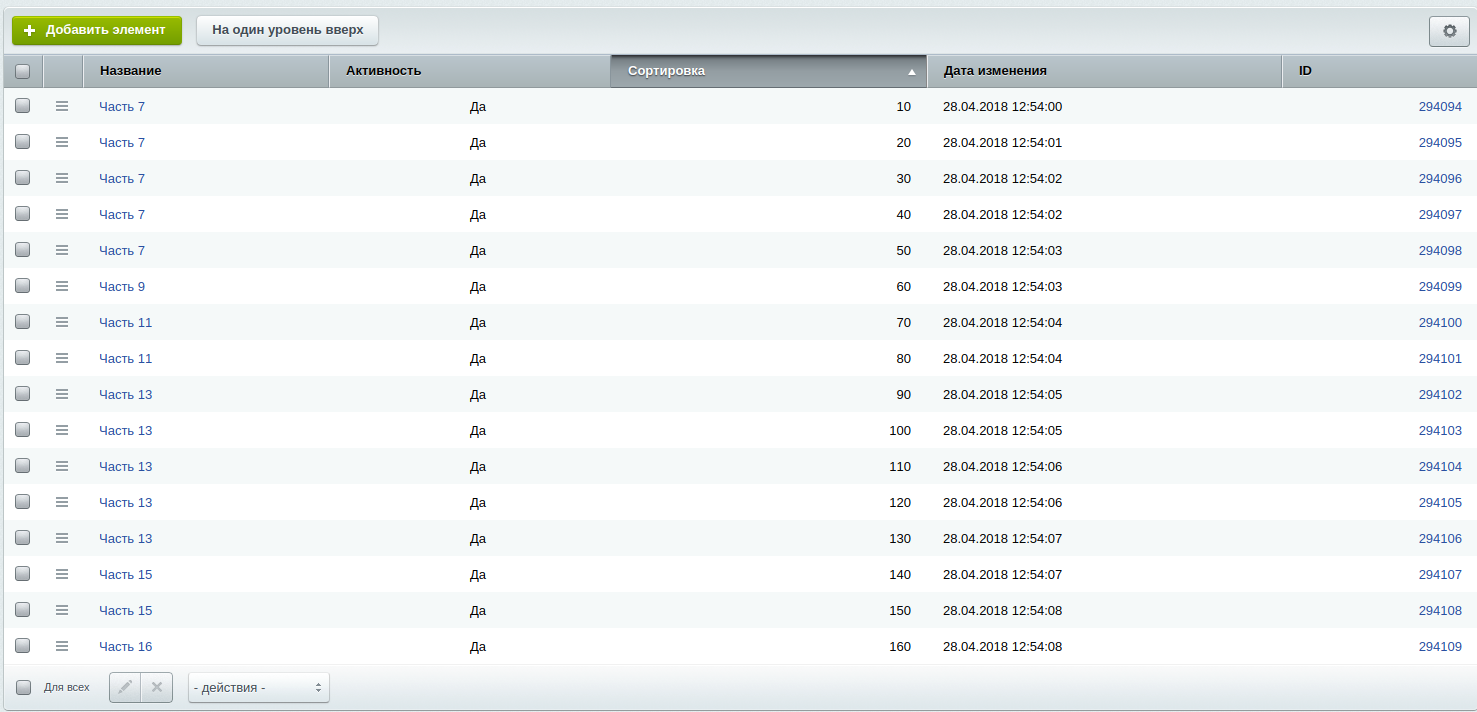 Добавить элемент На один уровень вверх
Название Активность Сортировка Дата изменения ID
Часть 7 Да 10 28.04.2018 12:54:00 294094
Часть 7 Да 20 28.04.2018 12:54:01 294095
Часть 7 Да 30 28.04.2018 12:54:02 294096
Часть 7 Да 40 28.04.2018 12:54:02 294097
Часть 7 Да 50 28.04.2018 12:54:03 294098
Часть 9 Да 60 28.04.2018 12:54:03 294099
Часть 11 Да 70 28.04.2018 12:54:04 294100
Часть 11 Да 80 28.04.2018 12:54:04 294101
Часть 13 Да 90 28.04.2018 12:54:05 294102
Часть 13 Да 100 28.04.2018 12:54:05 294103
Часть 13 Да 110 28.04.2018 12:54:06 294104
Часть 13 Да 120 28.04.2018 12:54:06 294105
Часть 13 Да 130 28.04.2018 12:54:07 294106
Часть 15 Да 140 28.04.2018 12:54:07 294107
Часть 15 Да 150 28.04.2018 12:54:08 294108
Часть 16 Да 160 28.04.2018 12:54:08 294109
Для всех - действия -